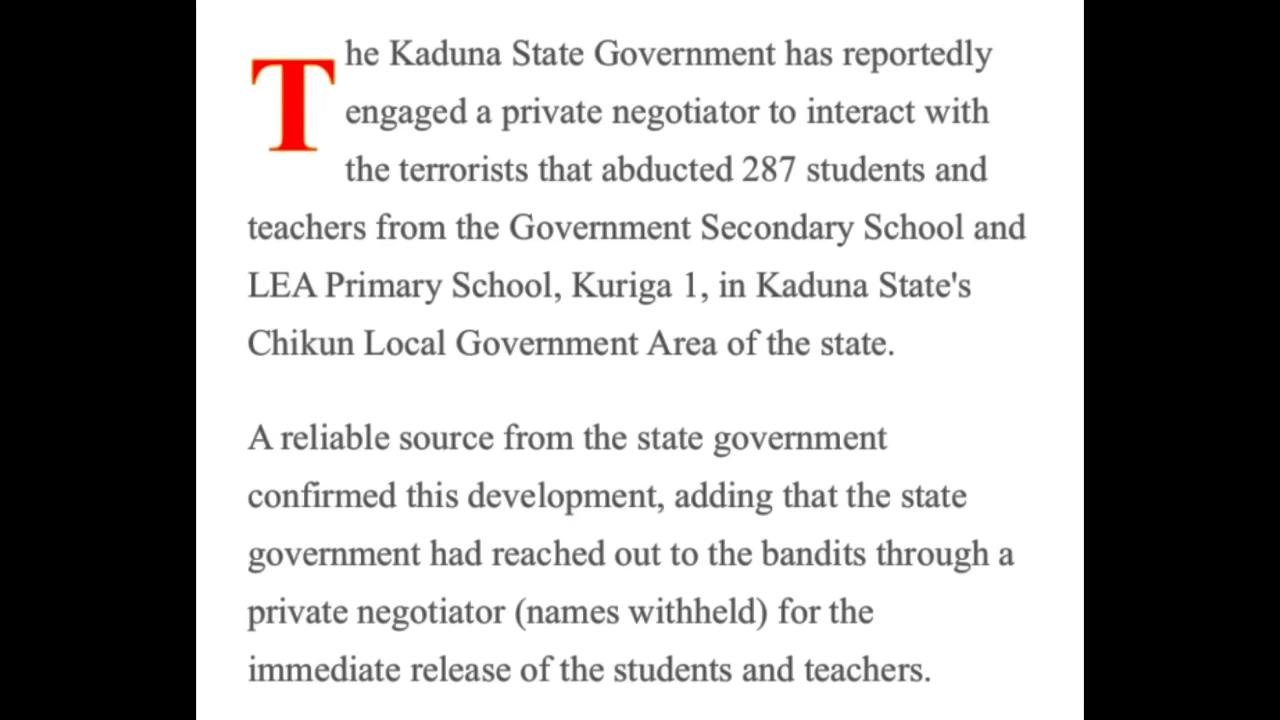 The Kaduna State Government has reportedly
engaged a private negotiator to interact with
the terrorists that abducted 287 students and
teachers from the Government Secondary School and
LEA Primary School, Kuriga 1, in Kaduna State's
Chikun Local Government Area of the state.
A reliable source from the state government
confirmed this development, adding that the state
government had reached out to the bandits through a
private negotiator (names withheld) for the
immediate release of the students and teachers.